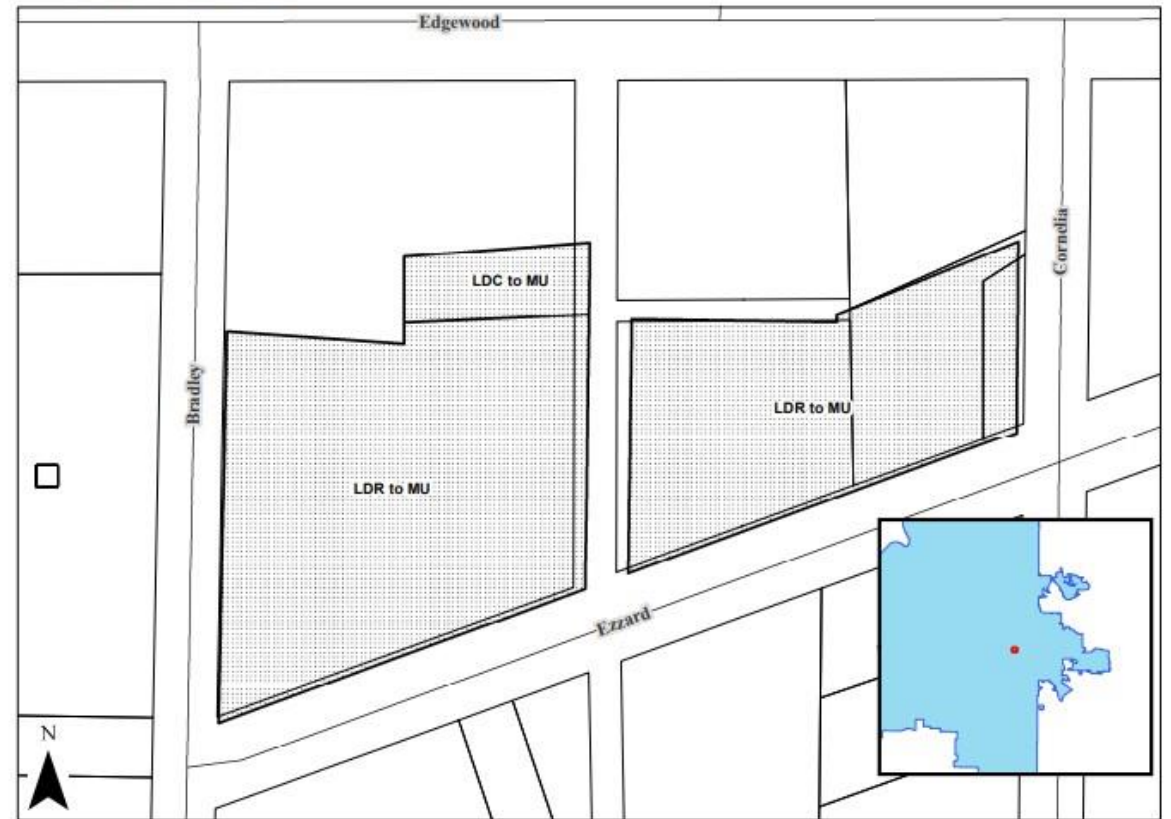 Edgewood
Cornelia
LDC to MU
Bradley
LDR to MU
LDR to MU
Ezzard
N